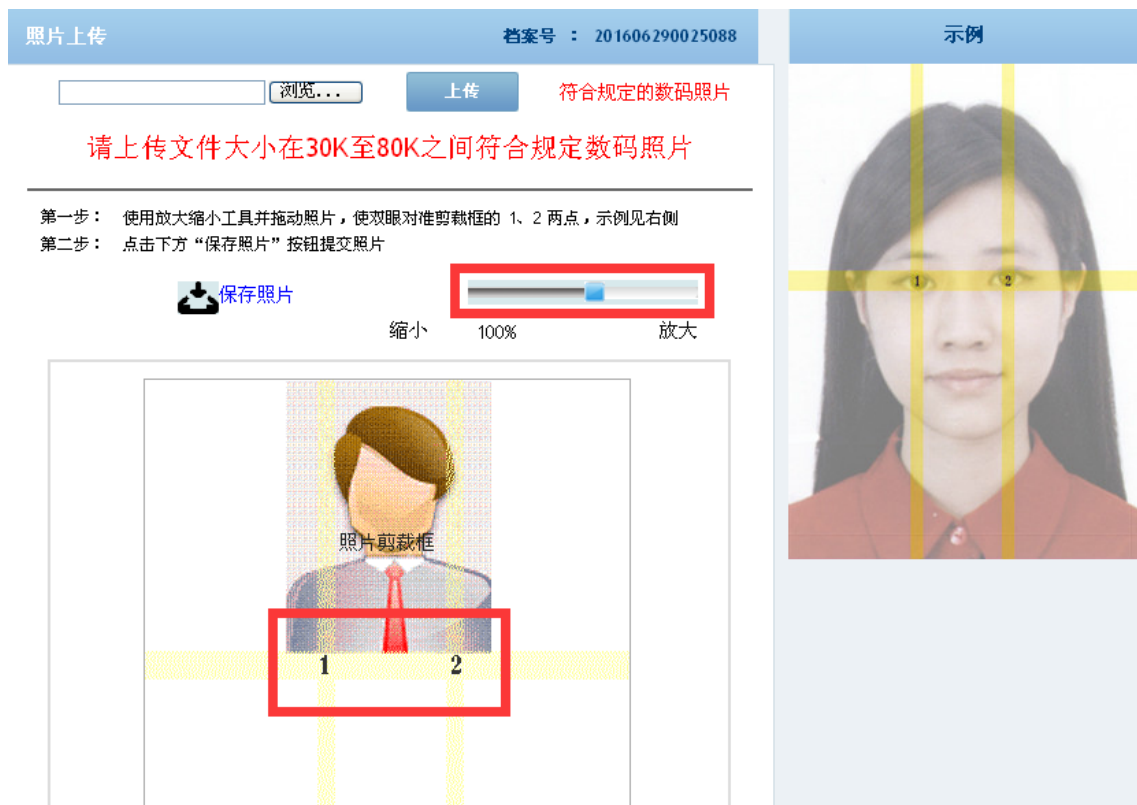 照片上传
档案号 ： 201606290025088
示例
浏览...
上传
符合规定的数码照片
请上传文件大小在30K至80K之间符合规定数码照片
第一步： 使用放大缩小工具并拖动照片，使双眼对准剪裁框的 1、2 两点，示例见右侧
第二步： 点击下方“保存照片”按钮提交照片
保存照片
缩小 100% 放大
1 2
照片剪裁框
1 2